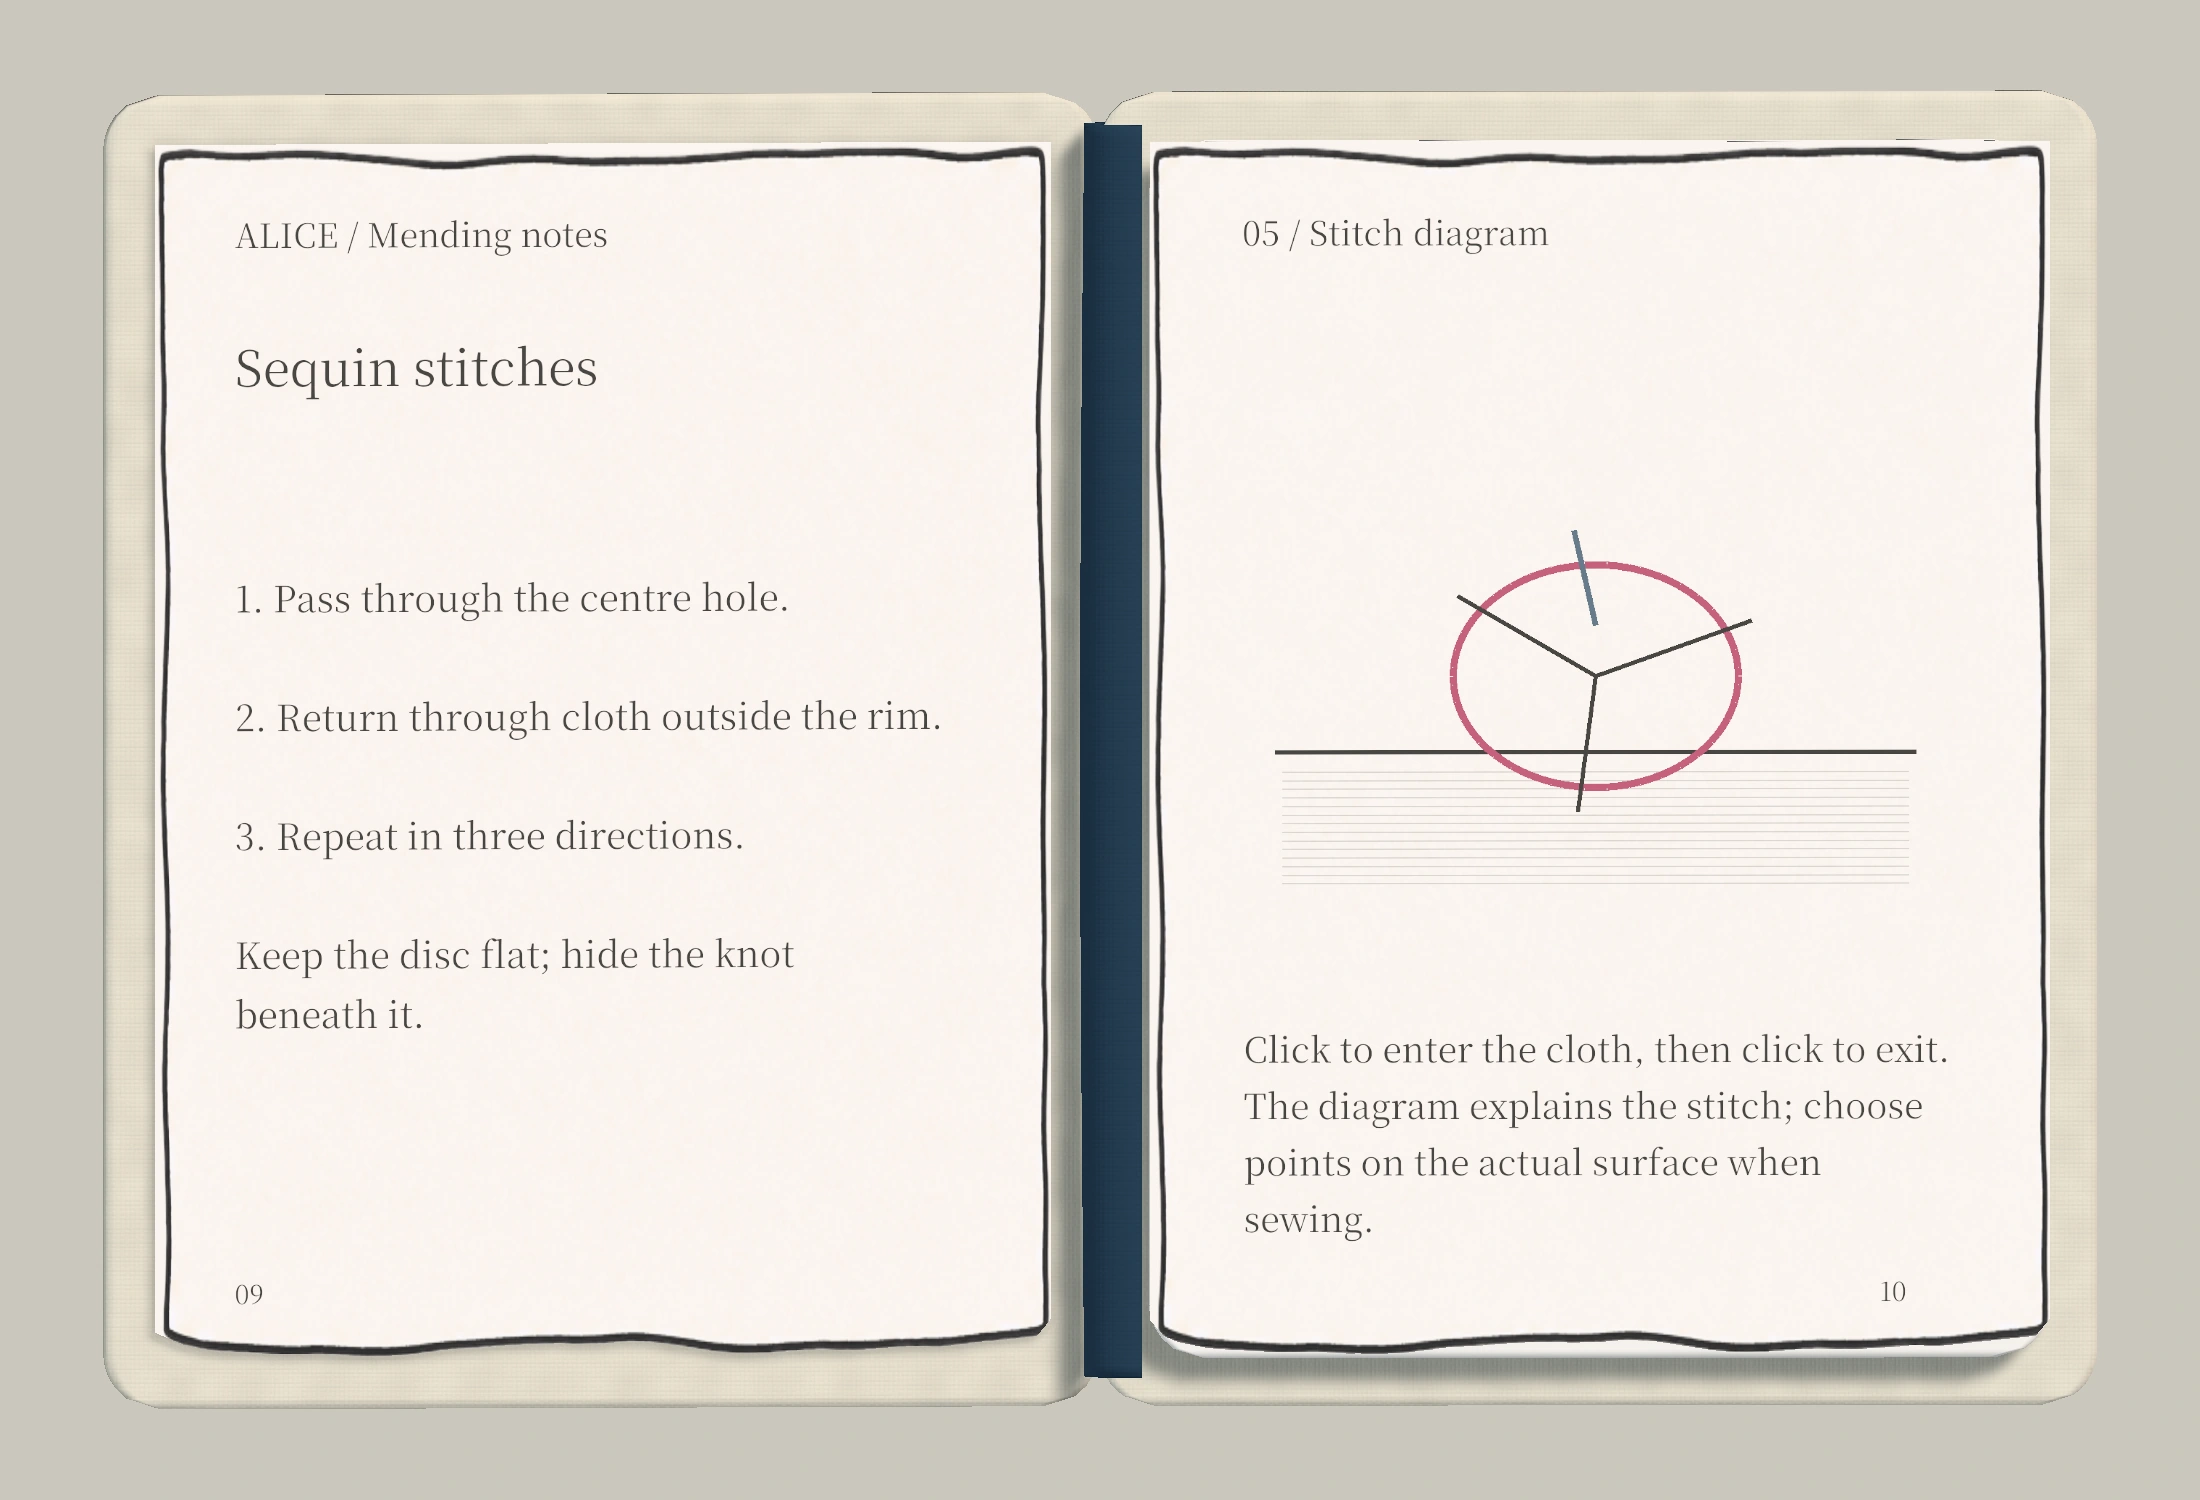 ALICE / Mending notes
Sequin stitches
1. Pass through the centre hole.
2. Return through cloth outside the rim.
3. Repeat in three directions.
Keep the disc flat; hide the knot
beneath it.
09
05 / Stitch diagram
Click to enter the cloth, then click to exit.
The diagram explains the stitch; choose
points on the actual surface when
sewing.
10